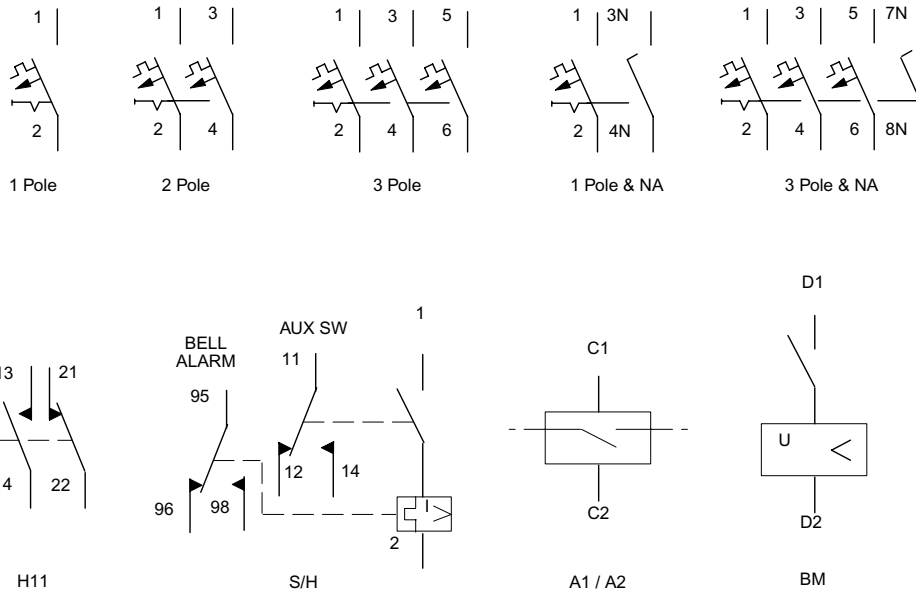 1 1 3 1 3 5 1 3N 1 3 5 7N
2 2 4 2 4 6 2 4N 2 4 6 8N
1 Pole 2 Pole 3 Pole 1 Pole & NA 3 Pole & NA
D1
1
AUX SW
BELL
ALARM
11
C1
13 21
95
U <
12 14
4 22
96 98
I >
C2
D2
2
H11 S/H A1 / A2 BM